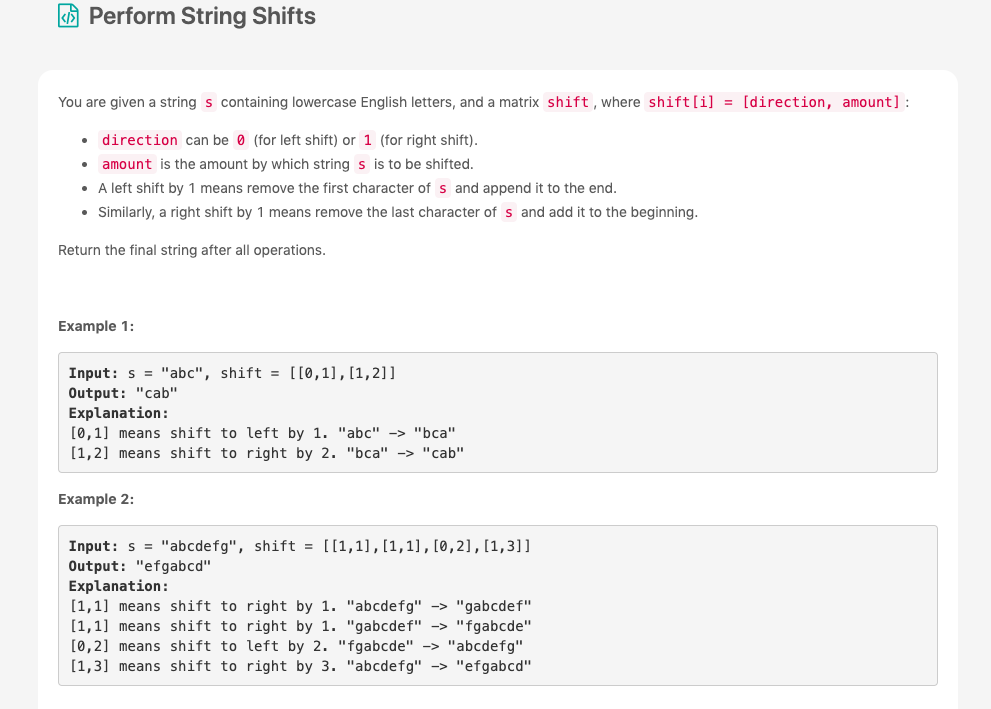 Perform String Shifts
You are given a string s containing lowercase English letters, and a matrix shift, where shift[i] = [direction, amount]:
direction can be 0 (for left shift) or 1 (for right shift).
amount is the amount by which string s is to be shifted.
A left shift by 1 means remove the first character of s and append it to the end.
Similarly, a right shift by 1 means remove the last character of s and add it to the beginning.
Return the final string after all operations.
Example 1:
Input: s = "abc", shift = [[0,1],[1,2]]
Output: "cab"
Explanation:
[0,1] means shift to left by 1. "abc" -> "bca"
[1,2] means shift to right by 2. "bca" -> "cab"
Example 2:
Input: s = "abcdefg", shift = [[1,1],[1,1],[0,2],[1,3]]
Output: "efgabcd"
Explanation:
[1,1] means shift to right by 1. "abcdefg" -> "gabcdef"
[1,1] means shift to right by 1. "gabcdef" -> "fgabcde"
[0,2] means shift to left by 2. "fgabcde" -> "abcdefg"
[1,3] means shift to right by 3. "abcdefg" -> "efgabcd"